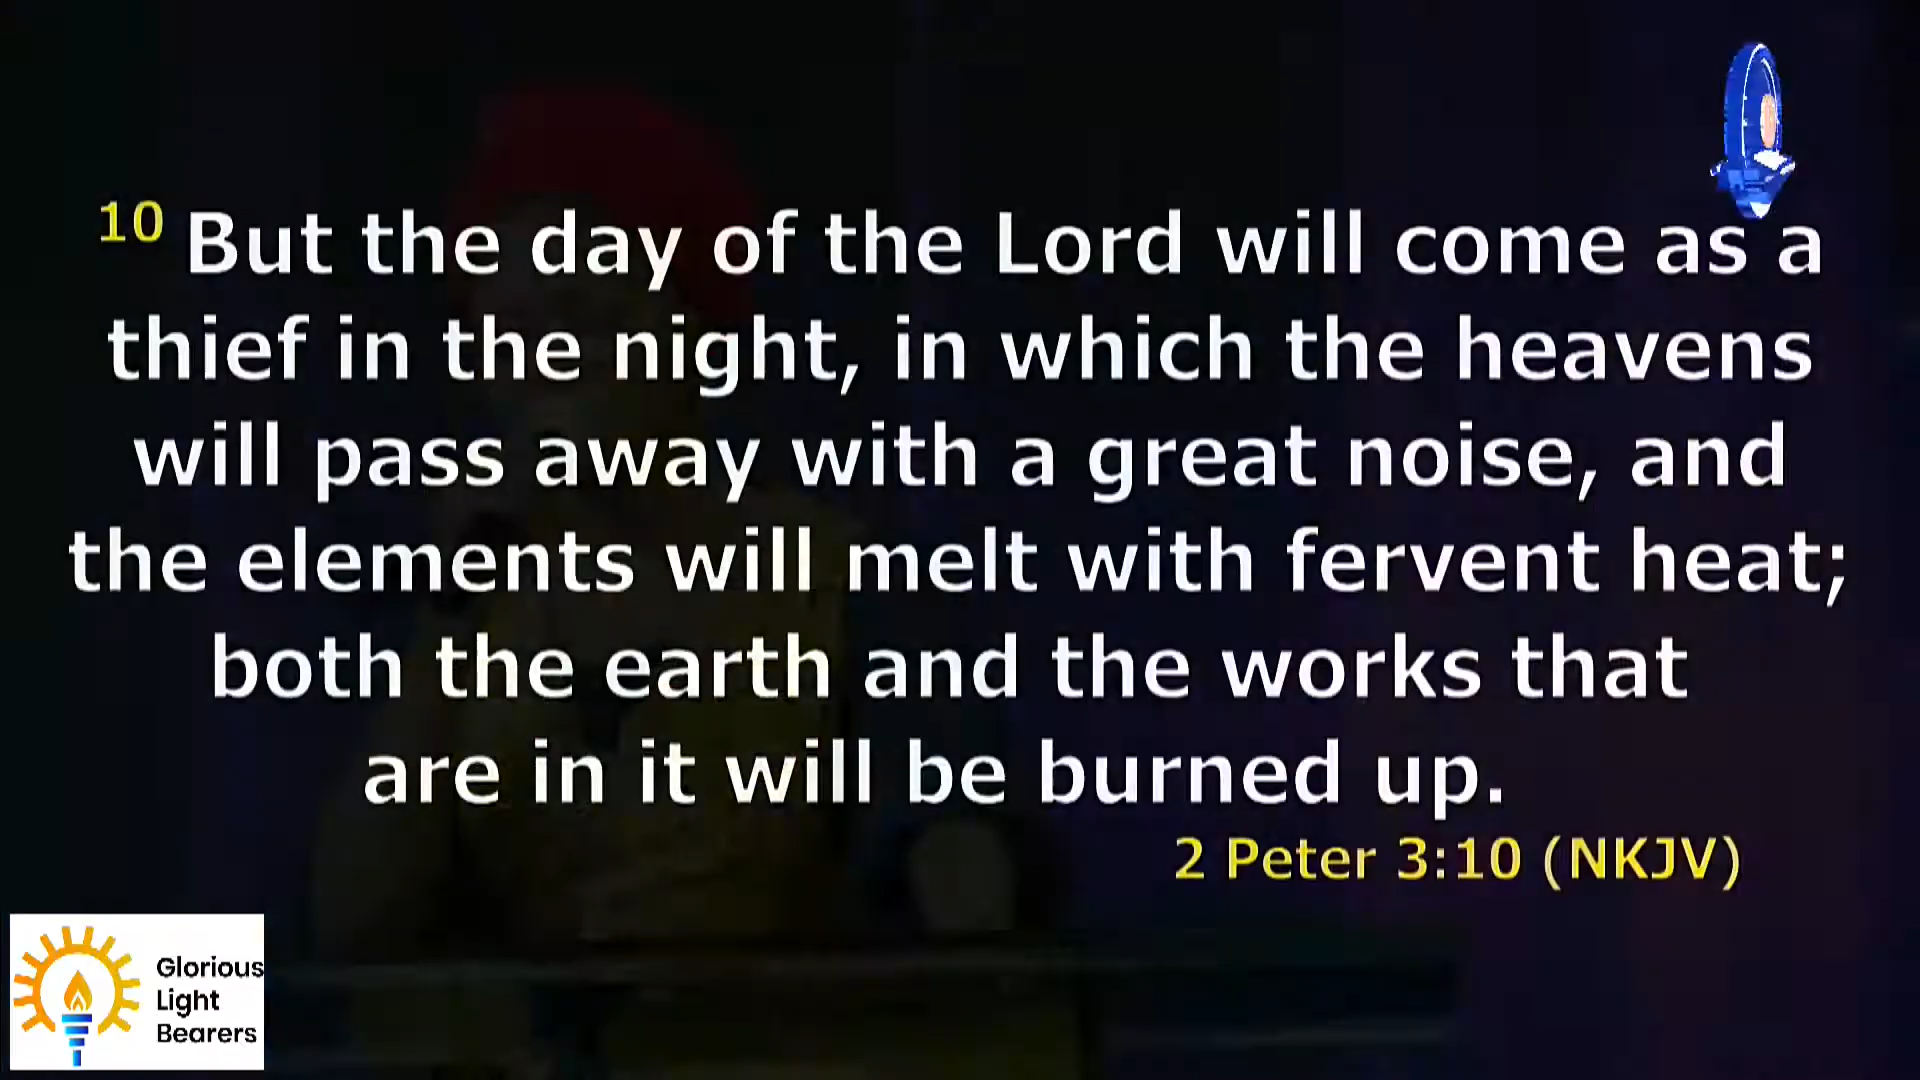 10 But the day of the Lord will come as a
thief in the night, in which the heavens
will pass away with a great noise, and
the elements will melt with fervent heat;
both the earth and the works that
are in it will be burned up.
2 Peter 3:10 (NKJV)
Glorious
Light
Bearers